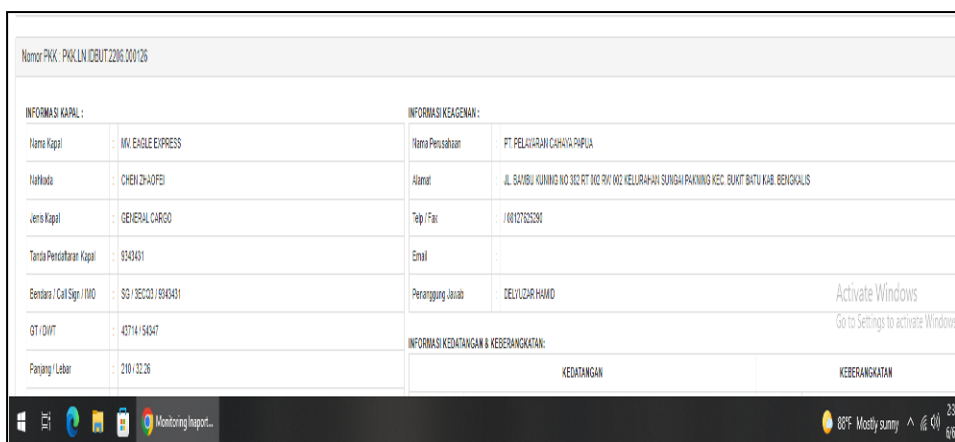 Nomor PKK : PKK.LN.IDBUT.2206.000126
INFORMASI KAPAL :
Nama Kapal : MV. EAGLE EXPRESS
Nahkoda : CHEN ZHAOFEI
Jenis Kapal : GENERAL CARGO
Tanda Pendaftaran Kapal : 9343431
Bendara / Call Sign / IMO : SG / 3ECQ3 / 9343431
GT / DWT : 43714 / 54347
Panjang / Lebar : 210 / 32.26
INFORMASI KEAGENAN :
Nama Perusahaan : PT. PELAYARAN CAHAYA PAPUA
Alamat : JL. BAMBU KUNING NO 302 RT 002 RW 002 KELURAHAN SUNGAI PAKNING KEC. BUKIT BATU KAB. BENGKALIS
Telp / Fax : / 08127625290
Email :
Penanggung Jawab : DELYUZAR HAMID
INFORMASI KEDATANGAN & KEBERANGKATAN:
KEDATANGAN KEBERANGKATAN
Activate Windows
Go to Settings to activate Windows
Monitoring Inaport...
88°F Mostly sunny